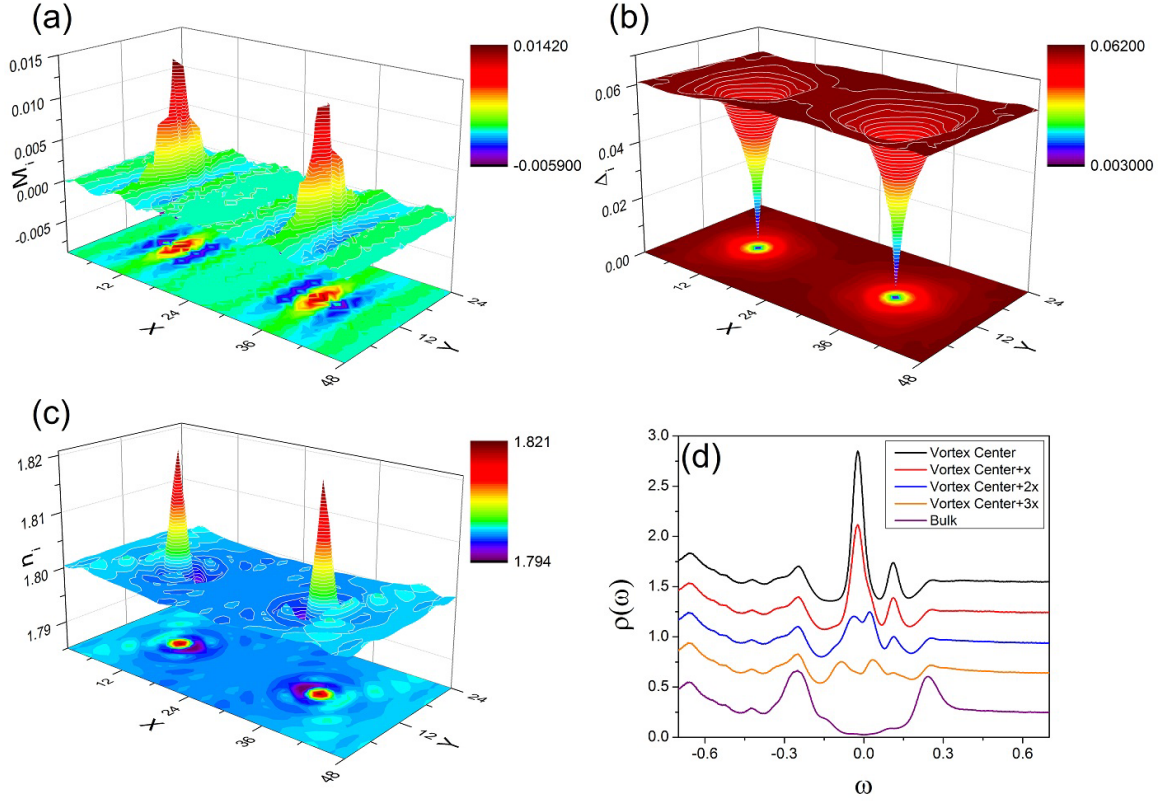 (a)
0.015
0.010
0.005
0.000
-0.005
M_i
12
24
36
48
X
12
24
Y
0.01420
-0.005900
(b)
0.06
0.04
0.02
0.00
Δ_i
12
24
36
48
X
12
24
Y
0.06200
0.003000
(c)
1.82
1.81
1.80
1.79
n_i
12
24
36
48
X
12
24
Y
1.821
1.794
(d)
3.0
2.5
2.0
1.5
1.0
0.5
0.0
ρ(ω)
Vortex Center
Vortex Center+x
Vortex Center+2x
Vortex Center+3x
Bulk
-0.6
-0.3
0.0
0.3
0.6
ω